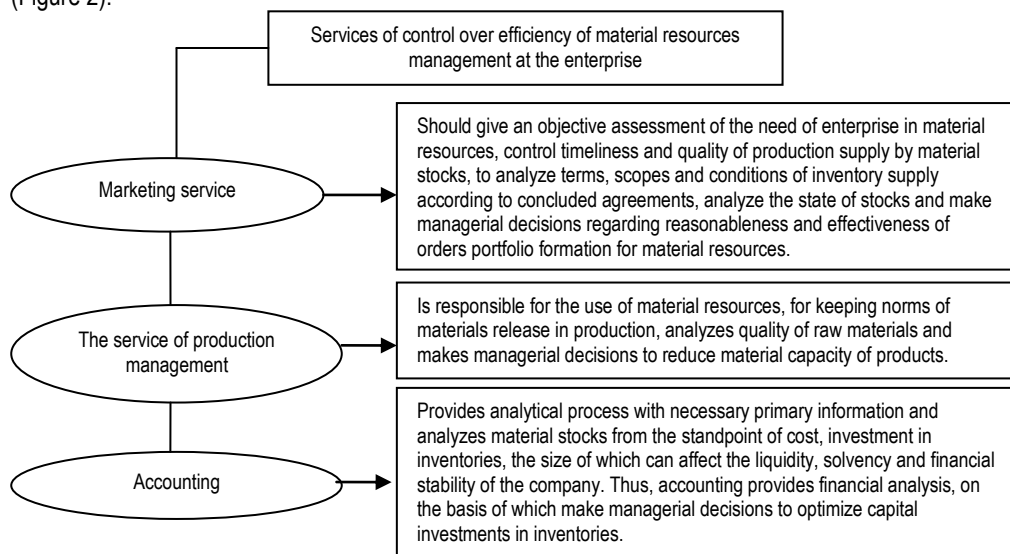 (Figure 2).
Services of control over efficiency of material resources
management at the enterprise
Marketing service
Should give an objective assessment of the need of enterprise in material
resources, control timeliness and quality of production supply by material
stocks, to analyze terms, scopes and conditions of inventory supply
according to concluded agreements, analyze the state of stocks and make
managerial decisions regarding reasonableness and effectiveness of
orders portfolio formation for material resources.
The service of production
management
Is responsible for the use of material resources, for keeping norms of
materials release in production, analyzes quality of raw materials and
makes managerial decisions to reduce material capacity of products.
Accounting
Provides analytical process with necessary primary information and
analyzes material stocks from the standpoint of cost, investment in
inventories, the size of which can affect the liquidity, solvency and financial
stability of the company. Thus, accounting provides financial analysis, on
the basis of which make managerial decisions to optimize capital
investments in inventories.